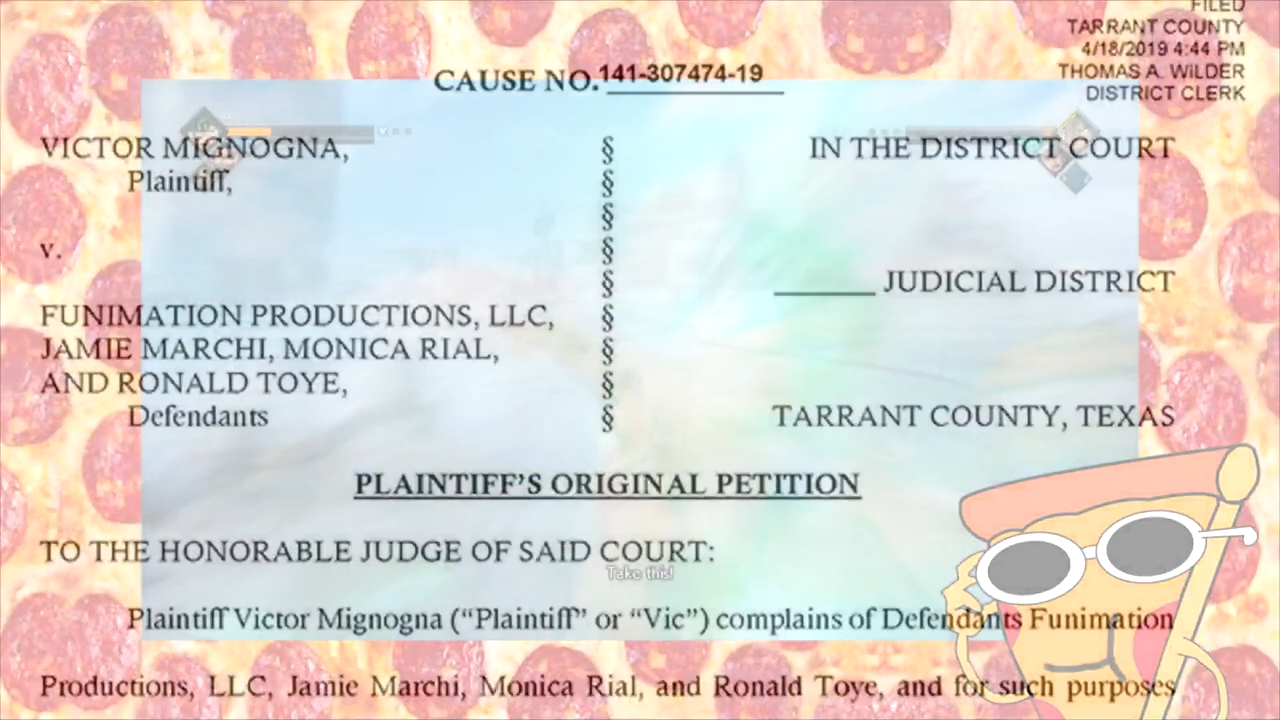 FILED
TARRANT COUNTY
4/18/2019 4:44 PM
THOMAS A. WILDER
DISTRICT CLERK
CAUSE NO. 141-307474-19
VICTOR MIGNOGNA, § IN THE DISTRICT COURT
Plaintiff, §
§
v. §
§ ______ JUDICIAL DISTRICT
FUNIMATION PRODUCTIONS, LLC, §
JAMIE MARCHI, MONICA RIAL, §
AND RONALD TOYE, §
Defendants § TARRANT COUNTY, TEXAS
PLAINTIFF’S ORIGINAL PETITION
TO THE HONORABLE JUDGE OF SAID COURT:
Take this!
Plaintiff Victor Mignogna (“Plaintiff” or “Vic”) complains of Defendants Funimation
Productions, LLC, Jamie Marchi, Monica Rial, and Ronald Toye, and for such purposes